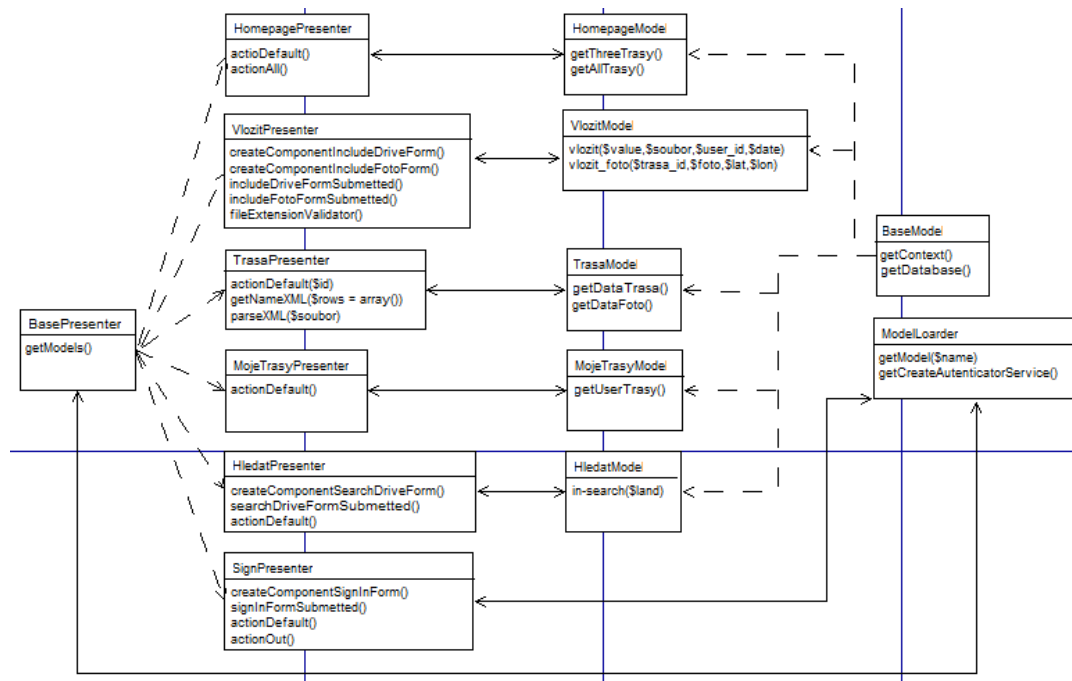 HomepagePresenter
actioDefault()
actionAll()
HomepageModel
getThreeTrasy()
getAllTrasy()
VlozitPresenter
createComponentIncludeDriveForm()
createComponentIncludeFotoForm()
includeDriveFormSubmetted()
includeFotoFormSubmetted()
fileExtensionValidator()
VlozitModel
vlozit($value,$soubor,$user_id,$date)
vlozit_foto($trasa_id,$foto,$lat,$lon)
BaseModel
getContext()
getDatabase()
TrasaPresenter
actionDefault($id)
getNameXML($rows = array())
parseXML($soubor)
TrasaModel
getDataTrasa()
getDataFoto()
BasePresenter
getModels()
ModelLoarder
getModel($name)
getCreateAutenticatorService()
MojeTrasyPresenter
actionDefault()
MojeTrasyModel
getUserTrasy()
HledatPresenter
createComponentSearchDriveForm()
searchDriveFormSubmetted()
actionDefault()
HledatModel
in-search($land)
SignPresenter
createComponentSignInForm()
signInFormSubmetted()
actionDefault()
actionOut()